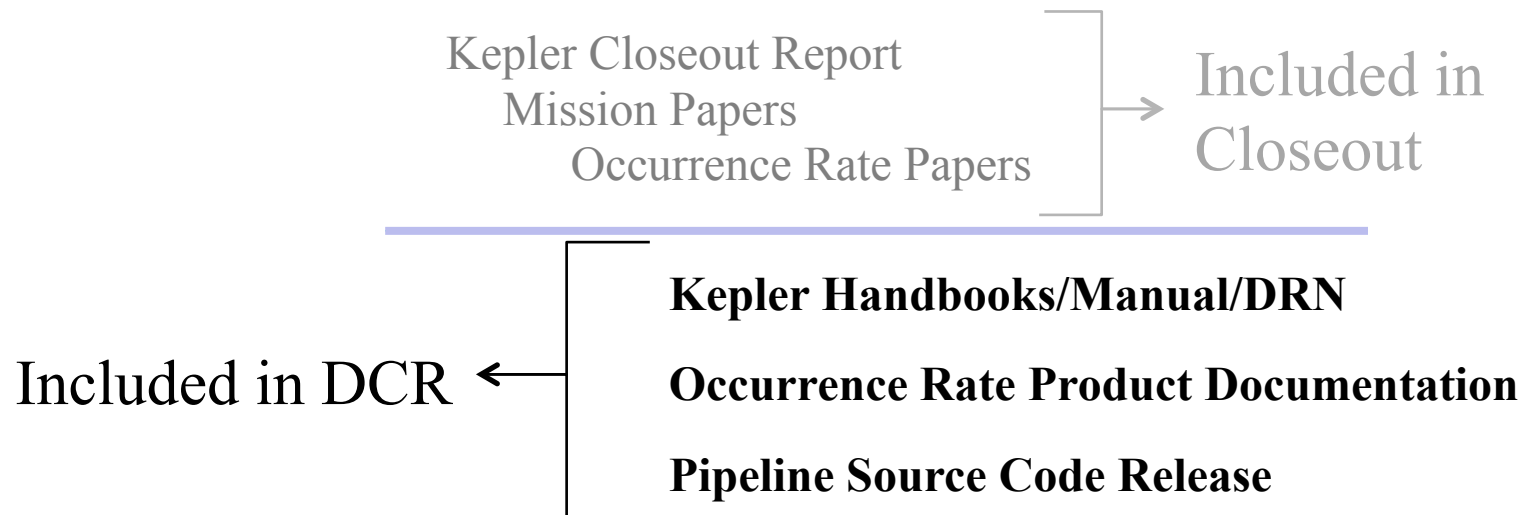 Kepler Closeout Report
Mission Papers
Occurrence Rate Papers
Included in
Closeout
Kepler Handbooks/Manual/DRN
Included in DCR
Occurrence Rate Product Documentation
Pipeline Source Code Release